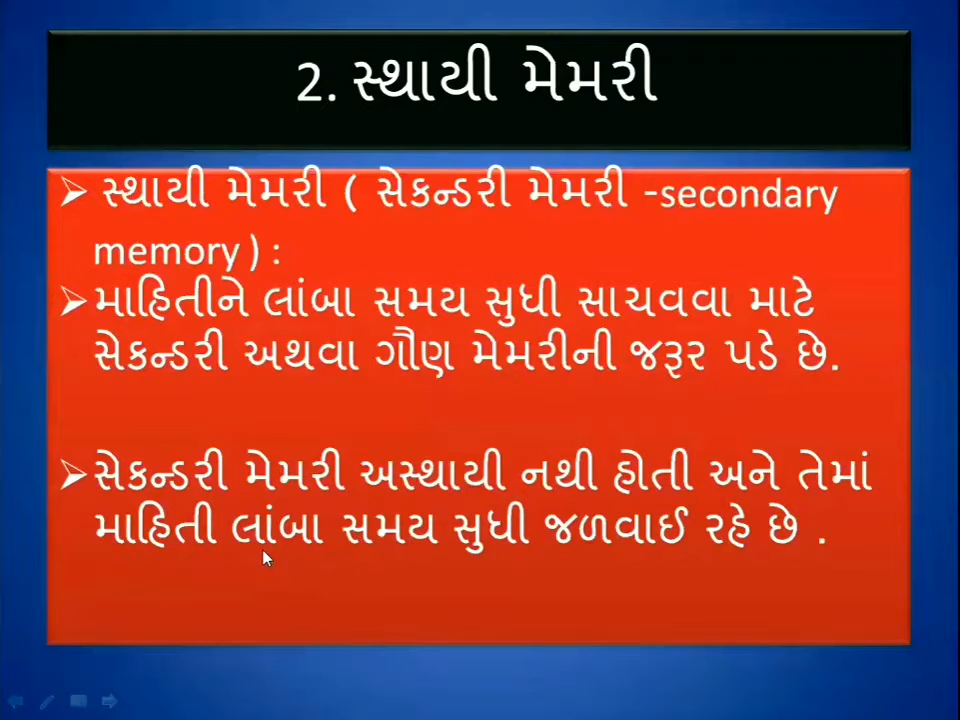 2. સ્થાયી મેમરી
➢ સ્થાયી મેમરી ( સેકન્ડરી મેમરી -secondary
memory ) :
➢માહિતીને લાંબા સમય સુધી સાચવવા માટે
સેકન્ડરી અથવા ગૌણ મેમરીની જરૂર પડે છે.
➢સેકન્ડરી મેમરી અસ્થાયી નથી હોતી અને તેમાં
માહિતી લાંબા સમય સુધી જળવાઈ રહે છે .